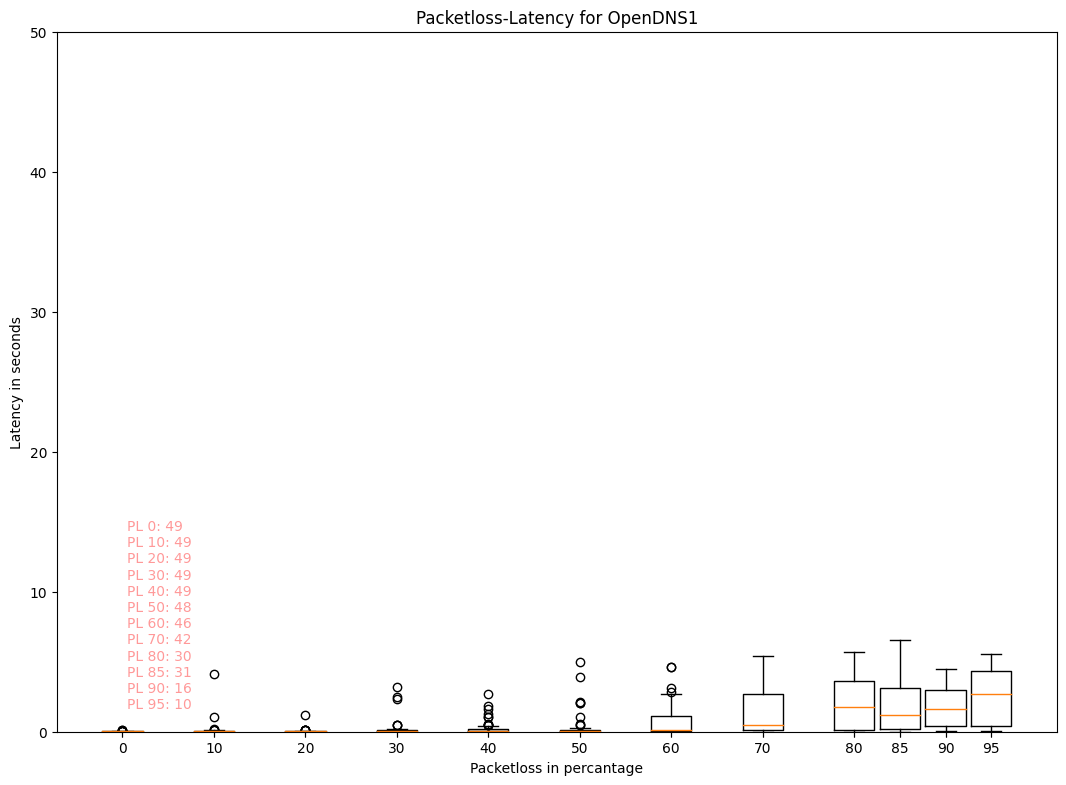 Packetloss-Latency for OpenDNS1
50
40
30
20
10
0
Latency in seconds
PL 0: 49
PL 10: 49
PL 20: 49
PL 30: 49
PL 40: 49
PL 50: 48
PL 60: 46
PL 70: 42
PL 80: 30
PL 85: 31
PL 90: 16
PL 95: 10
0 10 20 30 40 50 60 70 80 85 90 95
Packetloss in percantage